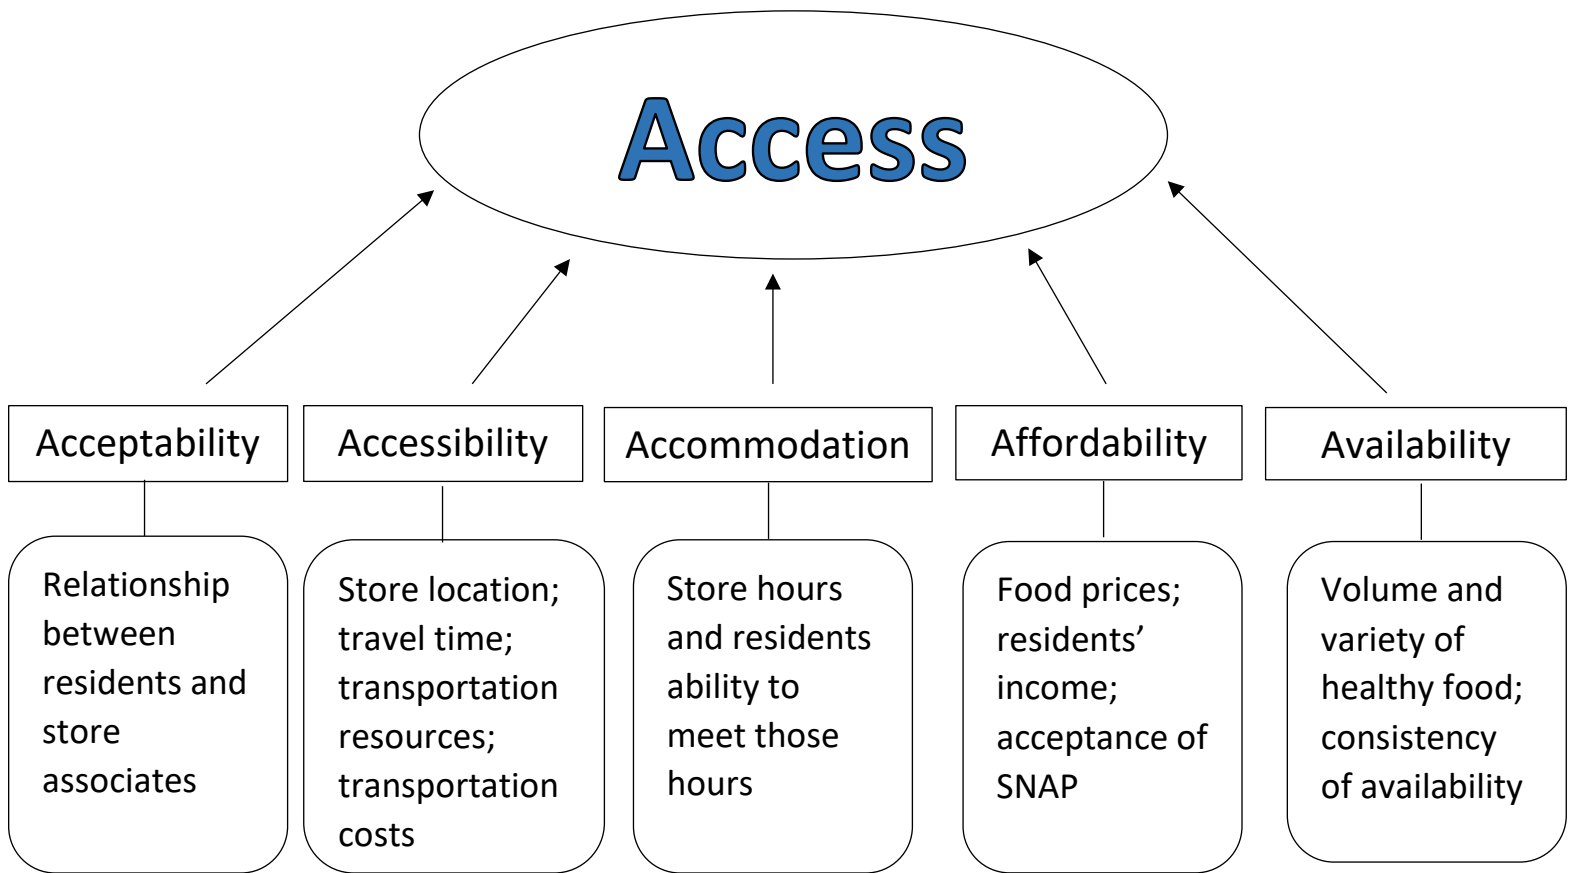 Access
Acceptability
Accessibility
Accommodation
Affordability
Availability
Relationship
between
residents and
store
associates
Store location;
travel time;
transportation
resources;
transportation
costs
Store hours
and residents
ability to
meet those
hours
Food prices;
residents’
income;
acceptance of
SNAP
Volume and
variety of
healthy food;
consistency
of availability